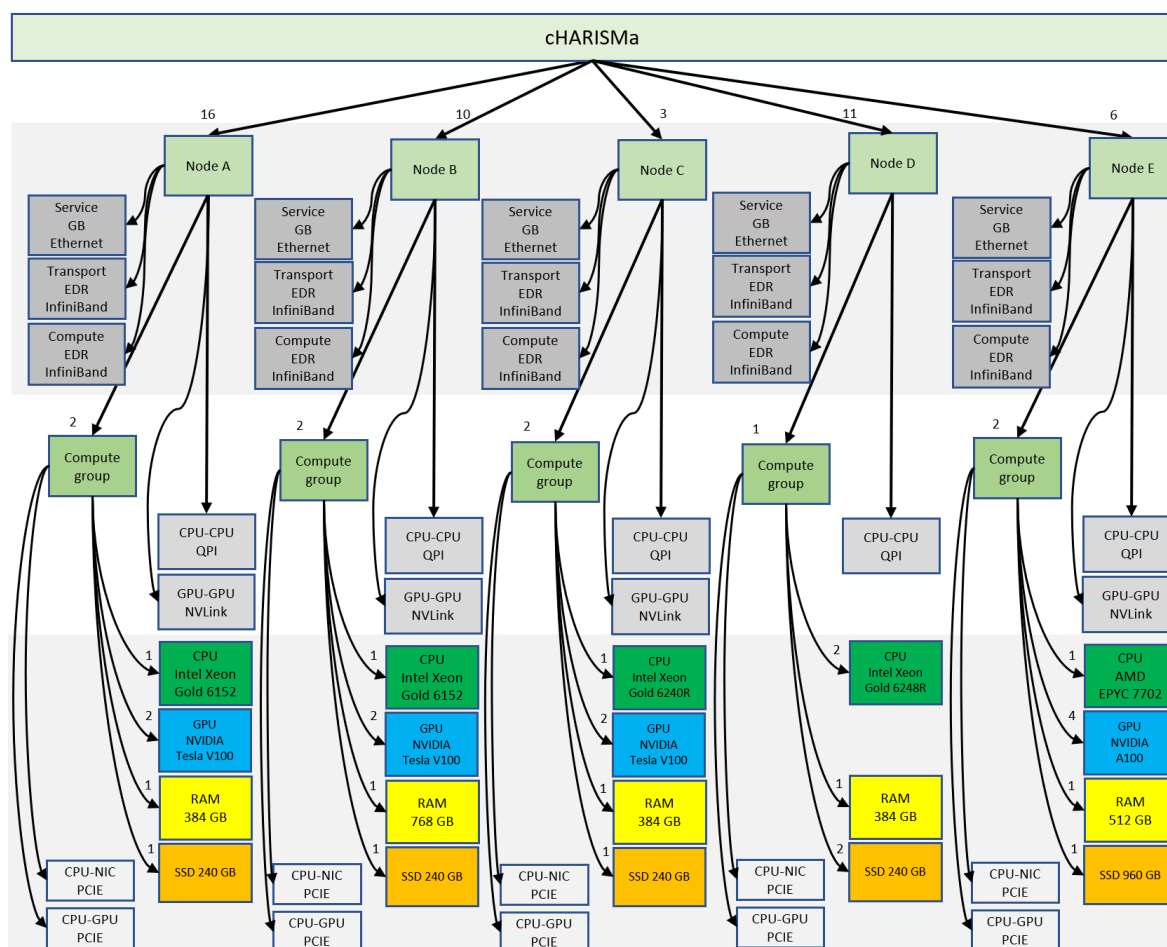 cHARISMa
16
10
3
11
6
Node A
Node B
Node C
Node D
Node E
Service
GB
Ethernet
Transport
EDR
InfiniBand
Compute
EDR
InfiniBand
Service
GB
Ethernet
Transport
EDR
InfiniBand
Compute
EDR
InfiniBand
Service
GB
Ethernet
Transport
EDR
InfiniBand
Compute
EDR
InfiniBand
Service
GB
Ethernet
Transport
EDR
InfiniBand
Compute
EDR
InfiniBand
Service
GB
Ethernet
Transport
EDR
InfiniBand
Compute
EDR
InfiniBand
2
Compute
group
2
Compute
group
2
Compute
group
1
Compute
group
2
Compute
group
CPU-CPU
QPI
GPU-GPU
NVLink
CPU-CPU
QPI
GPU-GPU
NVLink
CPU-CPU
QPI
GPU-GPU
NVLink
CPU-CPU
QPI
CPU-CPU
QPI
GPU-GPU
NVLink
1
CPU
Intel Xeon
Gold 6152
2
GPU
NVIDIA
Tesla V100
1
RAM
384 GB
1
SSD 240 GB
CPU-NIC
PCIE
CPU-GPU
PCIE
1
CPU
Intel Xeon
Gold 6152
2
GPU
NVIDIA
Tesla V100
1
RAM
768 GB
1
SSD 240 GB
CPU-NIC
PCIE
CPU-GPU
PCIE
1
CPU
Intel Xeon
Gold 6240R
2
GPU
NVIDIA
Tesla V100
1
RAM
384 GB
1
SSD 240 GB
CPU-NIC
PCIE
CPU-GPU
PCIE
2
CPU
Intel Xeon
Gold 6248R
1
RAM
384 GB
2
SSD 240 GB
CPU-NIC
PCIE
CPU-GPU
PCIE
1
CPU
AMD
EPYC 7702
4
GPU
NVIDIA
A100
1
RAM
512 GB
1
SSD 960 GB
CPU-NIC
PCIE
CPU-GPU
PCIE